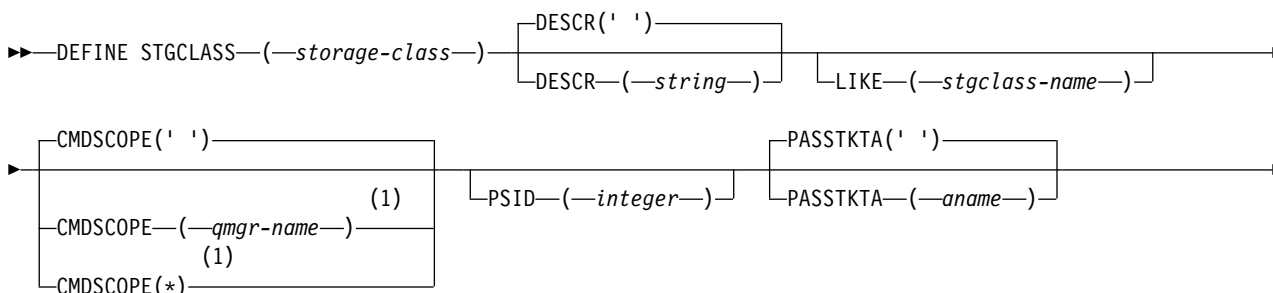 DESCR(' ')
DEFINE STGCLASS ( storage-class )
DESCR ( string )
LIKE ( stgclass-name )
CMDSCOPE(' ')
PASSTKTA(' ')
(1)
PSID ( integer )
PASSTKTA ( aname )
CMDSCOPE ( qmgr-name )
(1)
CMDSCOPE(*)